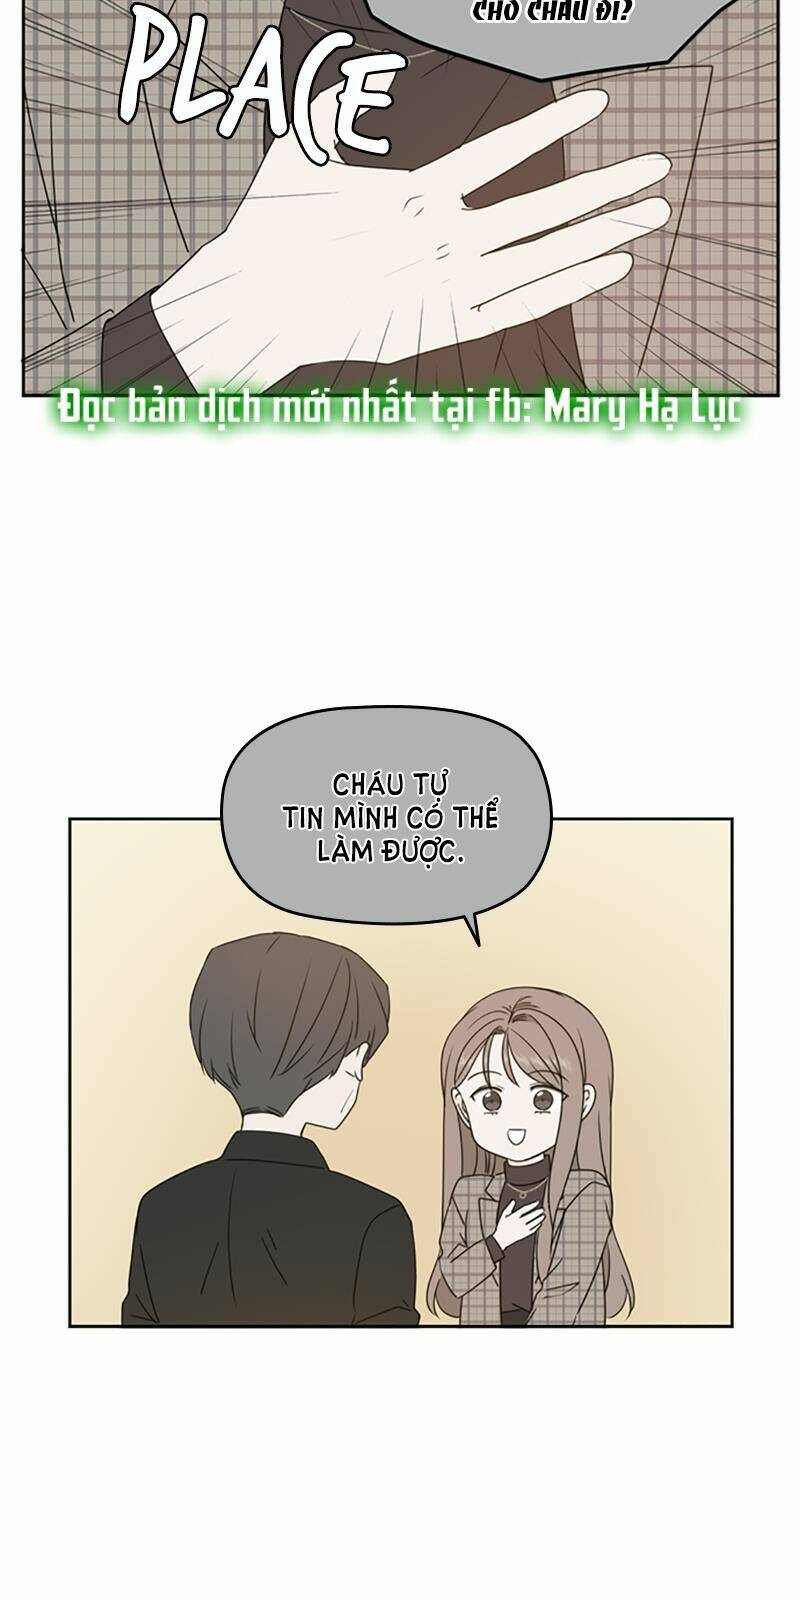 CHO CHÁU ĐI?
PLACE
Đọc bản dịch mới nhất tại fb: Mary Hạ Lục
CHÁU TỰ
TIN MÌNH CÓ THỂ
LÀM ĐƯỢC.